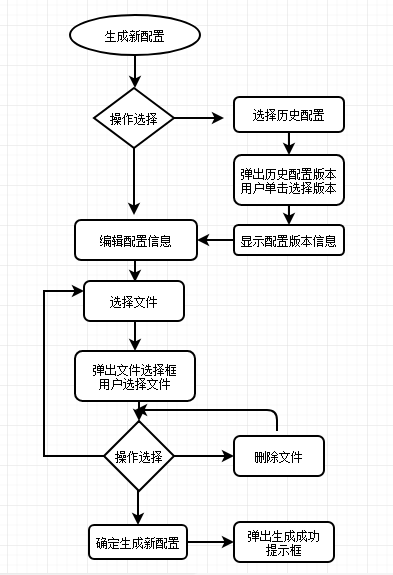 生成新配置
操作选择
选择历史配置
弹出历史配置版本
用户单击选择版本
编辑配置信息
显示配置版本信息
选择文件
弹出文件选择框
用户选择文件
操作选择
删除文件
确定生成新配置
弹出生成成功
提示框